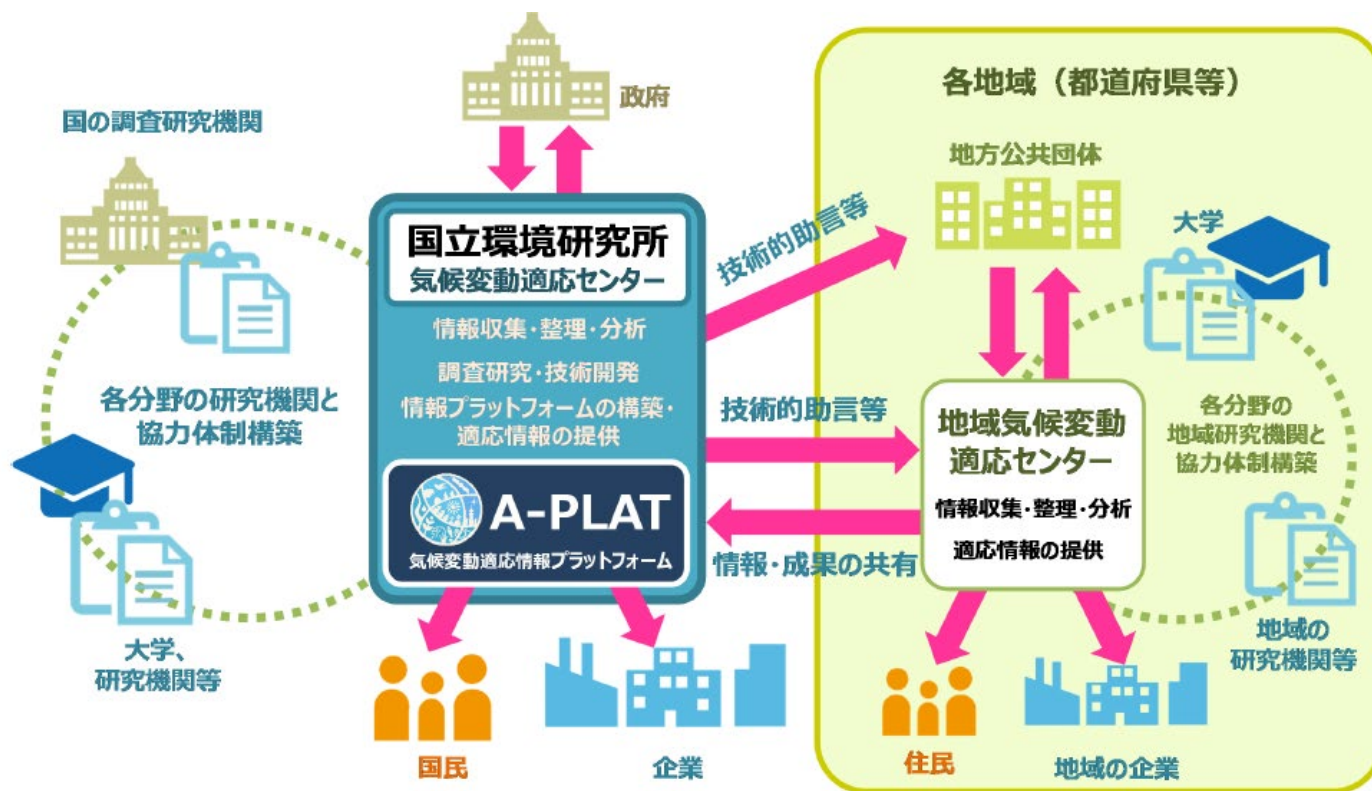 政府
国の調査研究機関
各分野の研究機関と
協力体制構築
大学、
研究機関等
国立環境研究所
気候変動適応センター
情報収集・整理・分析
調査研究・技術開発
情報プラットフォームの構築・
適応情報の提供
A-PLAT
気候変動適応情報プラットフォーム
国民
企業
技術的助言等
技術的助言等
情報・成果の共有
各地域（都道府県等）
地方公共団体
大学
地域気候変動
適応センター
情報収集・整理・分析
適応情報の提供
各分野の
地域研究機関と
協力体制構築
地域の
研究機関等
住民
地域の企業